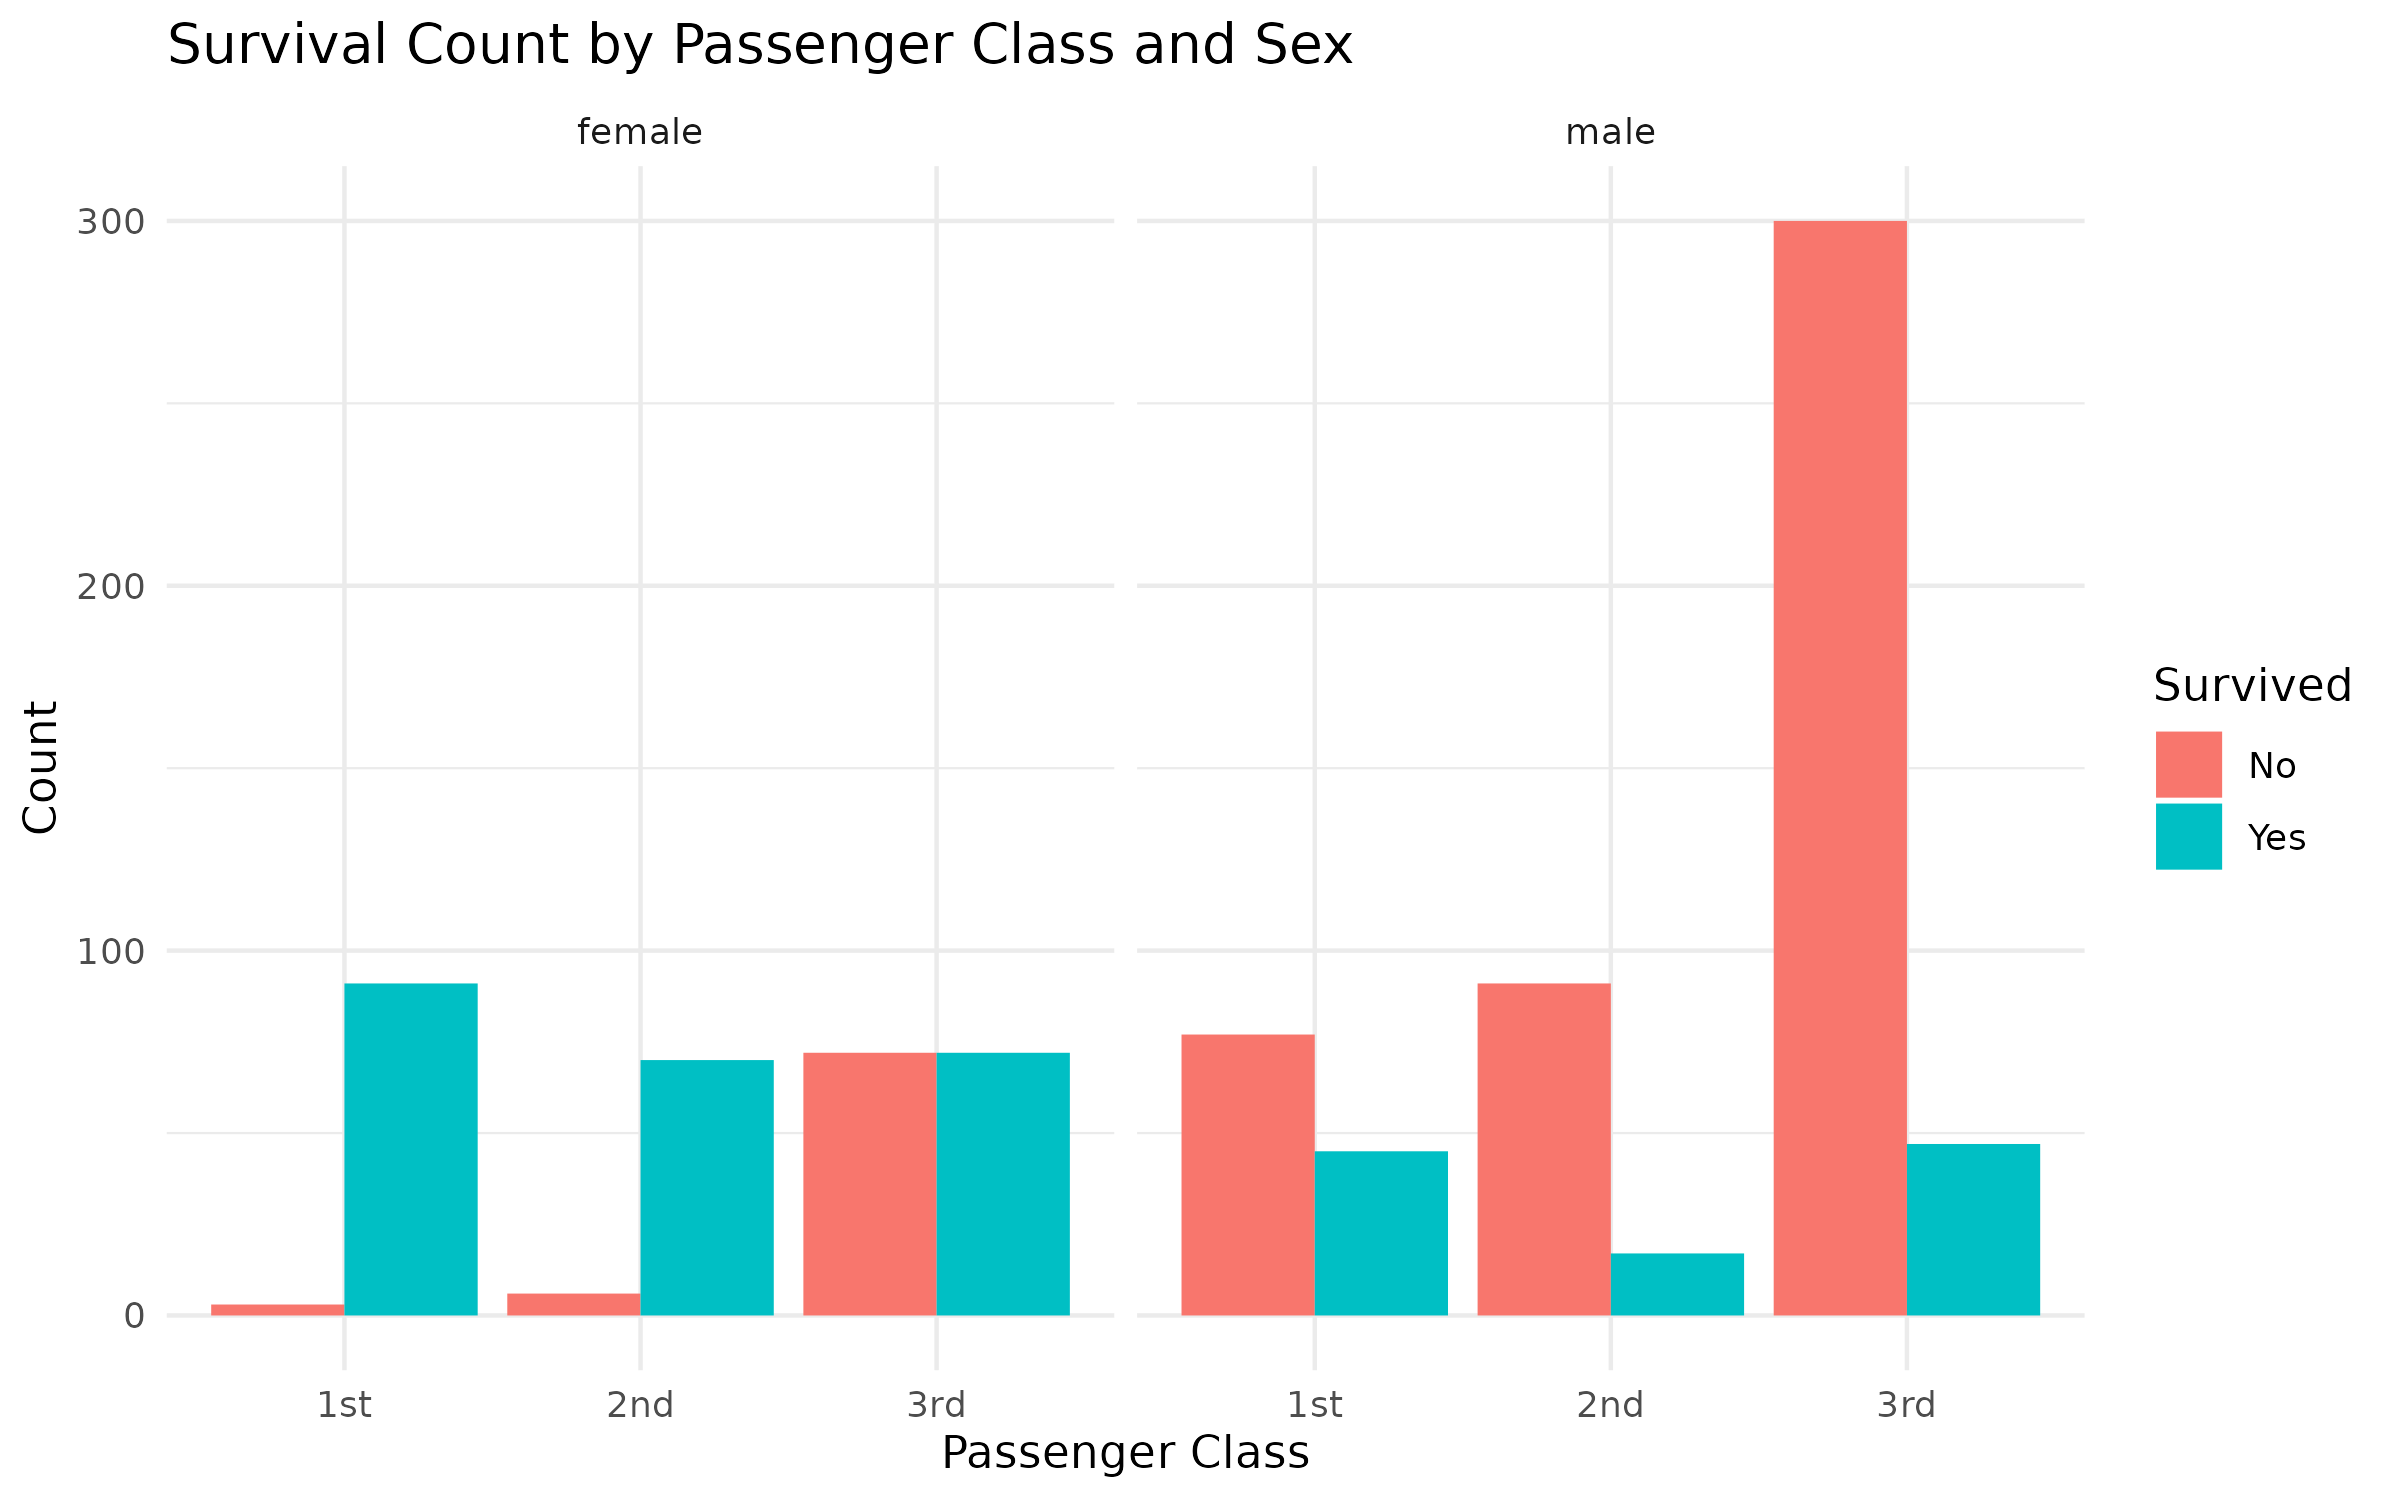 Survival Count by Passenger Class and Sex
female
male
300
200
100
0
Count
1st
2nd
3rd
1st
2nd
3rd
Passenger Class
Survived
No
Yes